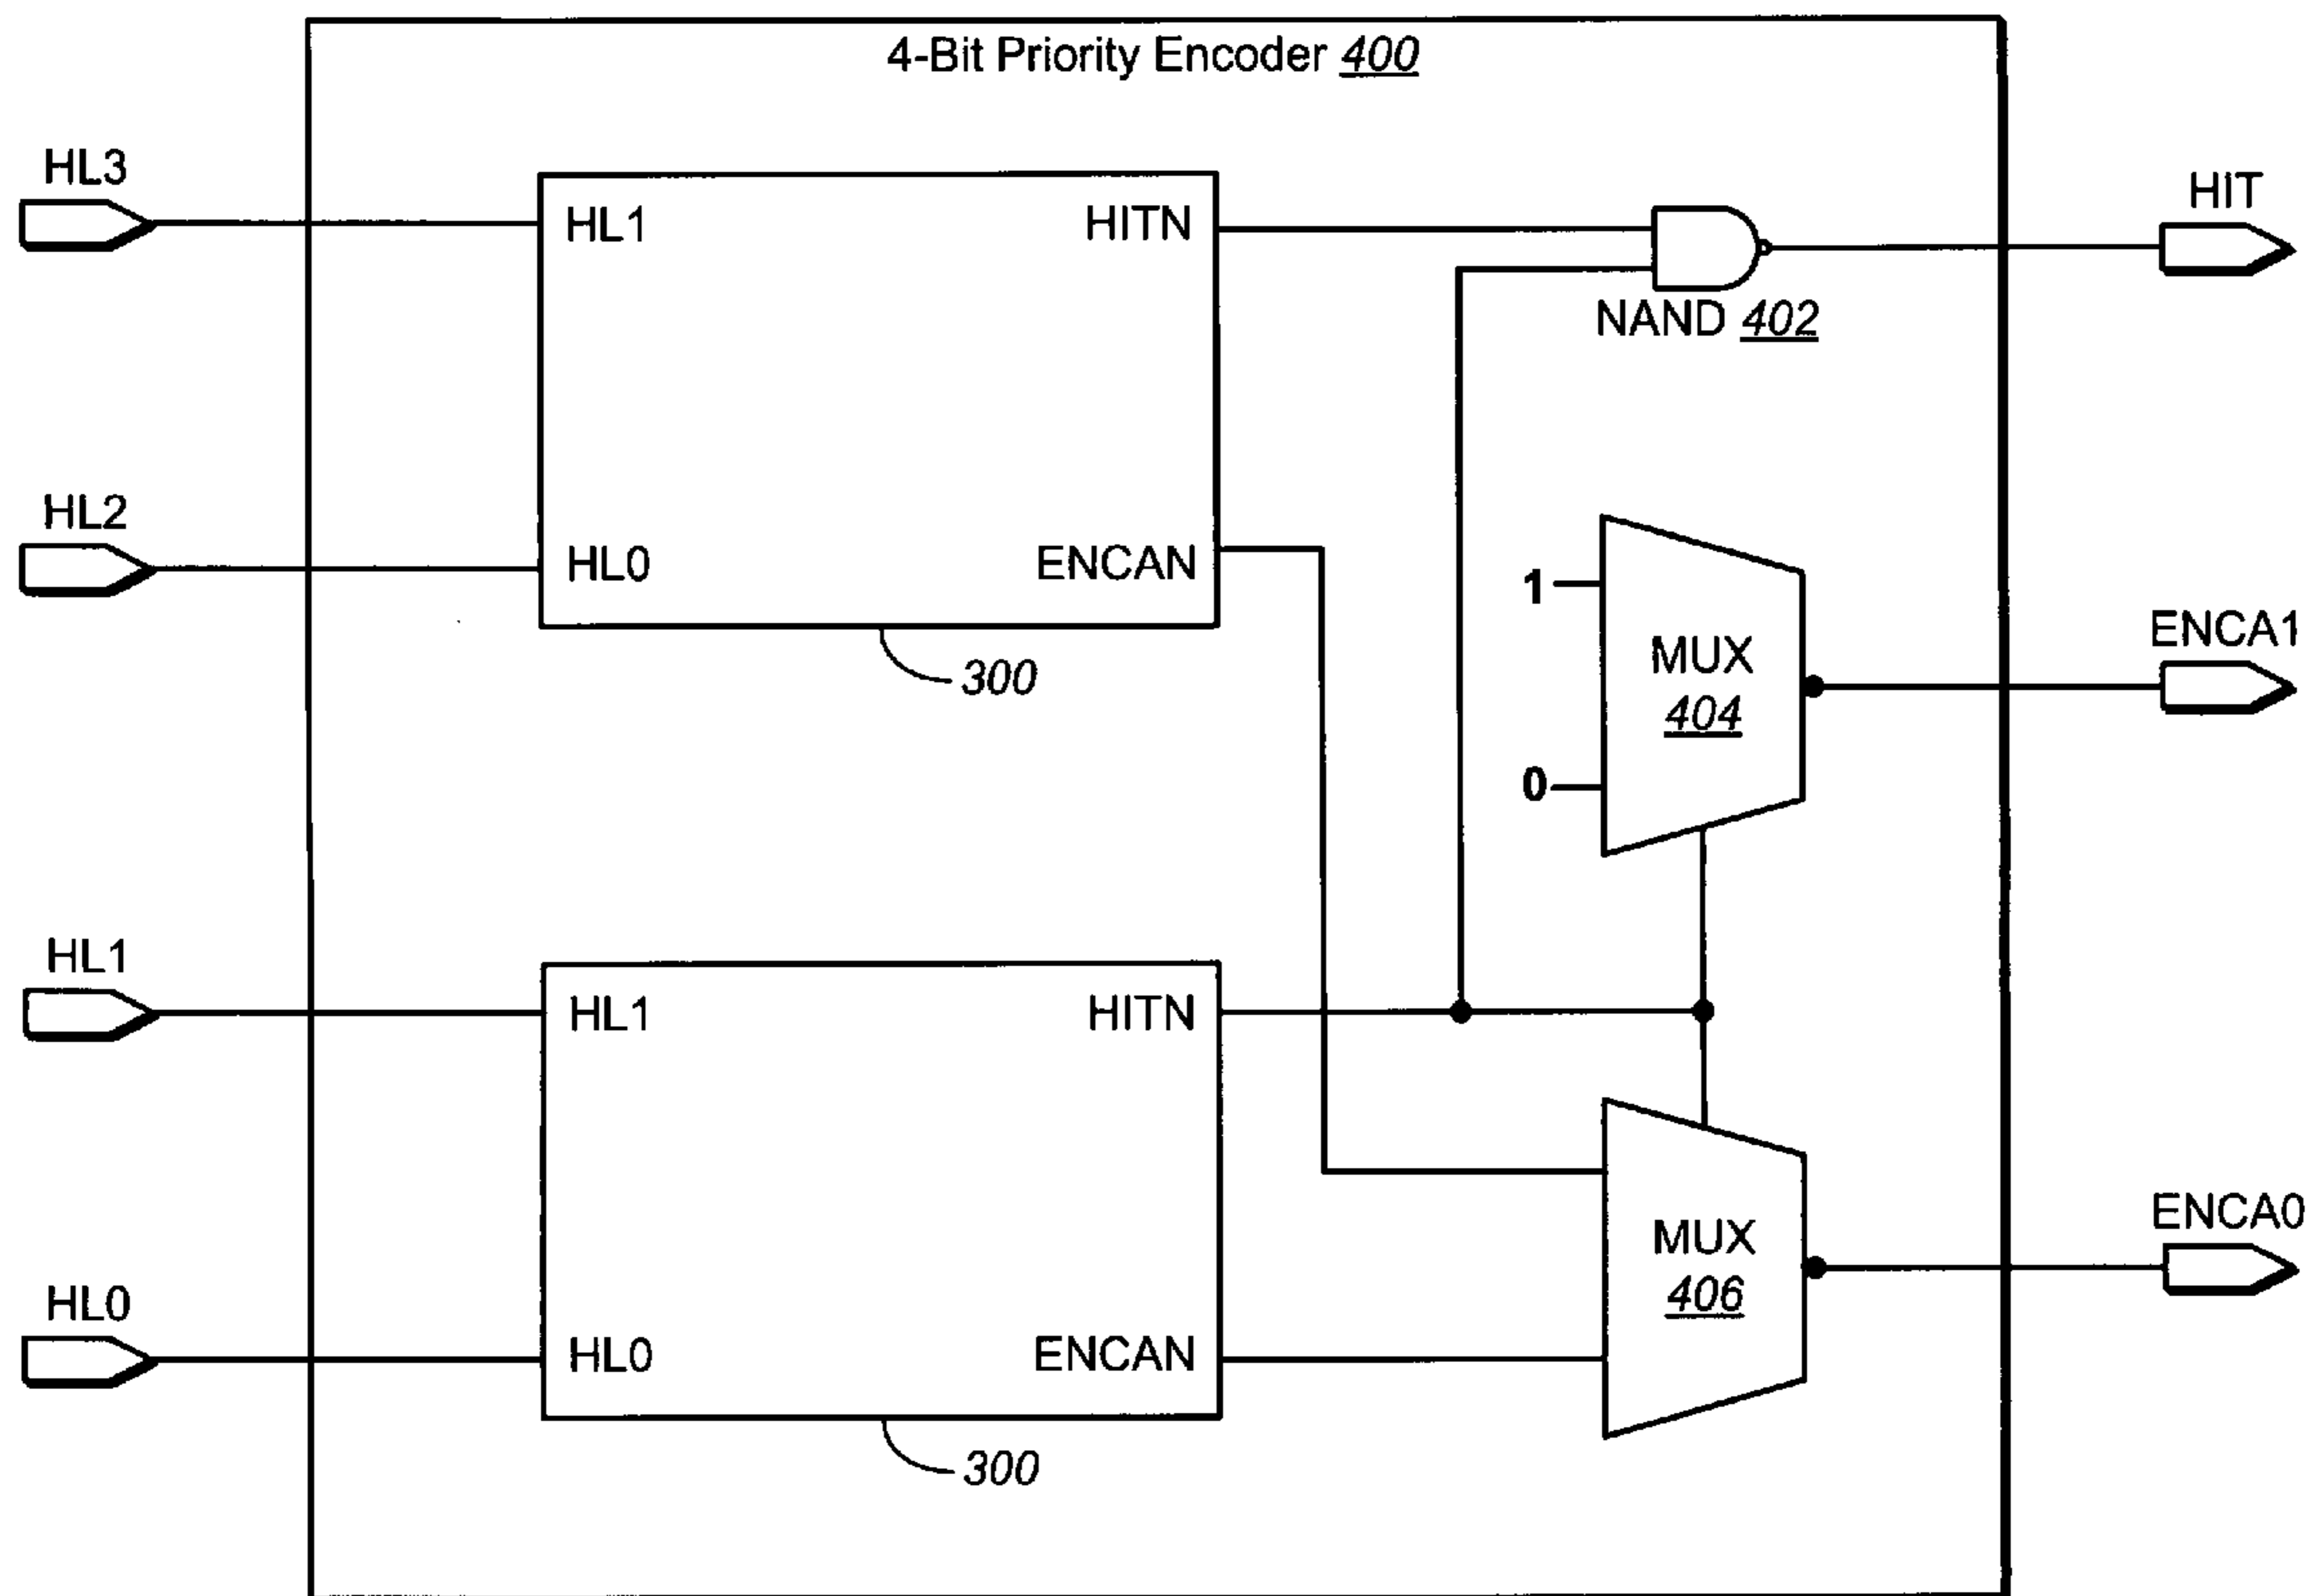 4-Bit Priority Encoder 400
HL3
HL1
HITN
HIT
NAND 402
HL2
HL0
ENCAN
300
1
MUX
404
0
ENCA1
HL1
HL1
HITN
HL0
HL0
ENCAN
300
MUX
406
ENCA0